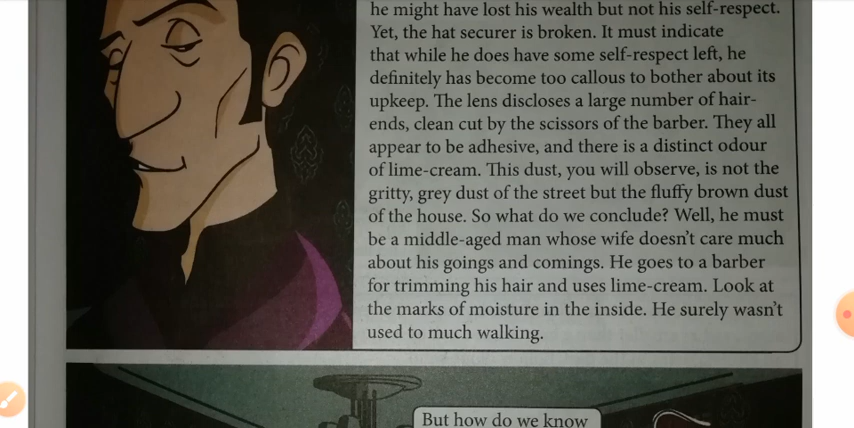 he might have lost his wealth but not his self-respect.
Yet, the hat securer is broken. It must indicate
that while he does have some self-respect left, he
definitely has become too callous to bother about its
upkeep. The lens discloses a large number of hair-
ends, clean cut by the scissors of the barber. They all
appear to be adhesive, and there is a distinct odour
of lime-cream. This dust, you will observe, is not the
gritty, grey dust of the street but the fluffy brown dust
of the house. So what do we conclude? Well, he must
be a middle-aged man whose wife doesn't care much
about his goings and comings. He goes to a barber
for trimming his hair and uses lime-cream. Look at
the marks of moisture in the inside. He surely wasn't
used to much walking.
But how do we know